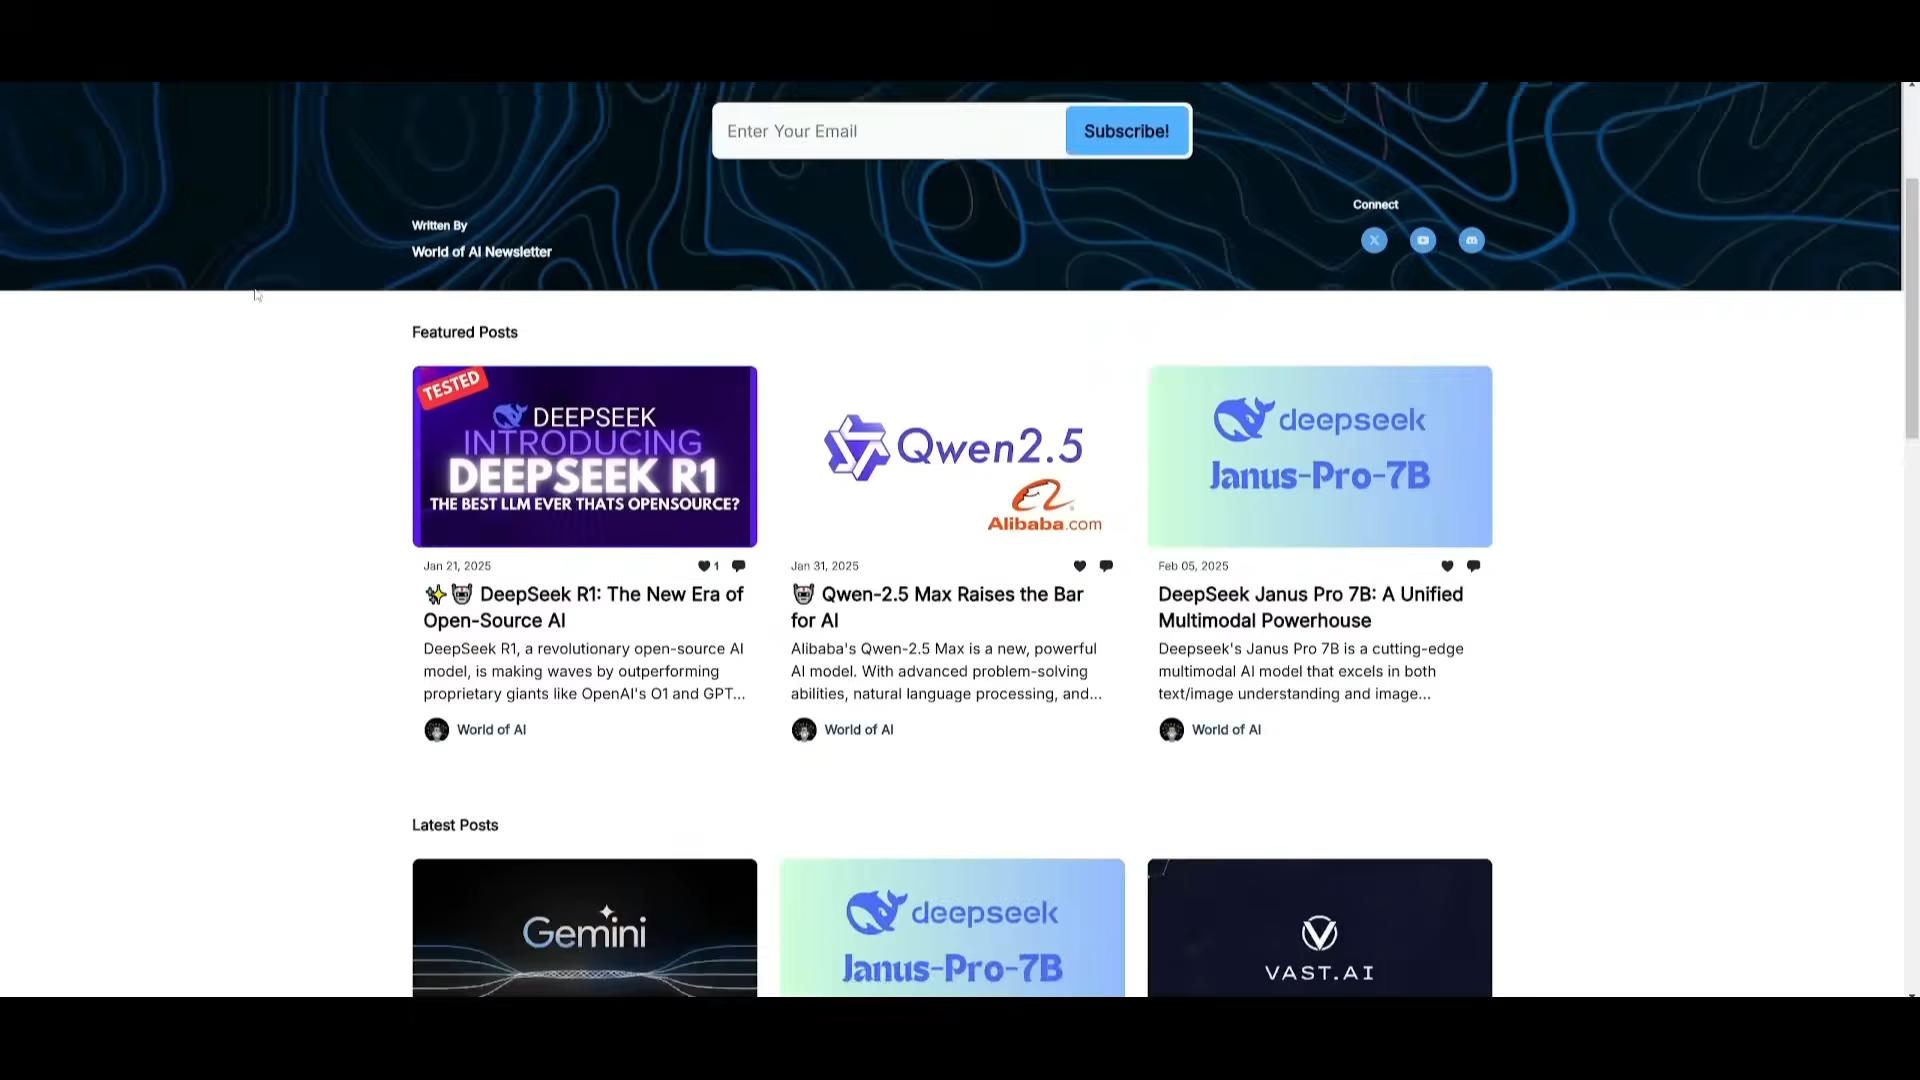 Enter Your Email
Subscribe!
Connect
Written By
World of AI Newsletter
Featured Posts
TESTED
DEEPSEEK
INTRODUCING
DEEPSEEK R1
THE BEST LLM EVER THATS OPENSOURCE?
Qwen2.5
Alibaba.com
deepseek
Janus-Pro-7B
Jan 21, 2025
1
✨🤖 DeepSeek R1: The New Era of
Open-Source AI
DeepSeek R1, a revolutionary open-source AI
model, is making waves by outperforming
proprietary giants like OpenAI's O1 and GPT...
World of AI
Jan 31, 2025
🤖 Qwen-2.5 Max Raises the Bar
for AI
Alibaba's Qwen-2.5 Max is a new, powerful
AI model. With advanced problem-solving
abilities, natural language processing, and...
World of AI
Feb 05, 2025
DeepSeek Janus Pro 7B: A Unified
Multimodal Powerhouse
Deepseek's Janus Pro 7B is a cutting-edge
multimodal AI model that excels in both
text/image understanding and image...
World of AI
Latest Posts
Gemini
deepseek
Janus-Pro-7B
VAST.AI